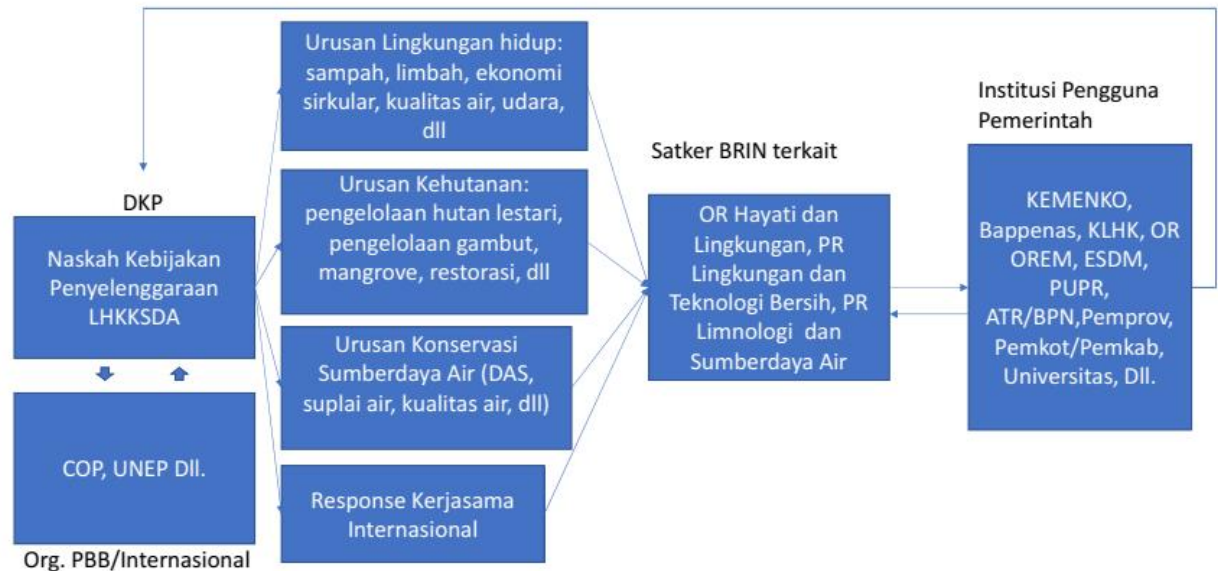 DKP
Naskah Kebijakan
Penyelenggaraan
LHKKSDA
COP, UNEP Dll.
Org. PBB/Internasional
Urusan Lingkungan hidup:
sampah, limbah, ekonomi
sirkular, kualitas air, udara,
dll
Urusan Kehutanan:
pengelolaan hutan lestari,
pengelolaan gambut,
mangrove, restorasi, dll
Urusan Konservasi
Sumberdaya Air (DAS,
suplai air, kualitas air, dll)
Response Kerjasama
Internasional
Satker BRIN terkait
OR Hayati dan
Lingkungan, PR
Lingkungan dan
Teknologi Bersih, PR
Limnologi dan
Sumberdaya Air
Institusi Pengguna
Pemerintah
KEMENKO,
Bappenas, KLHK, OR
OREM, ESDM,
PUPR,
ATR/BPN,Pemprov,
Pemkot/Pemkab,
Universitas, Dll.